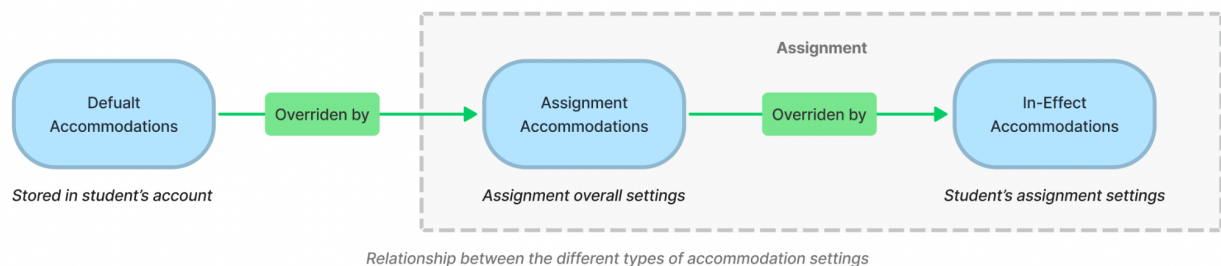 Assignment
Defualt
Accommodations
Overriden by
Assignment
Accommodations
Overriden by
In-Effect
Accommodations
Stored in student's account
Assignment overall settings
Student's assignment settings
Relationship between the different types of accommodation settings